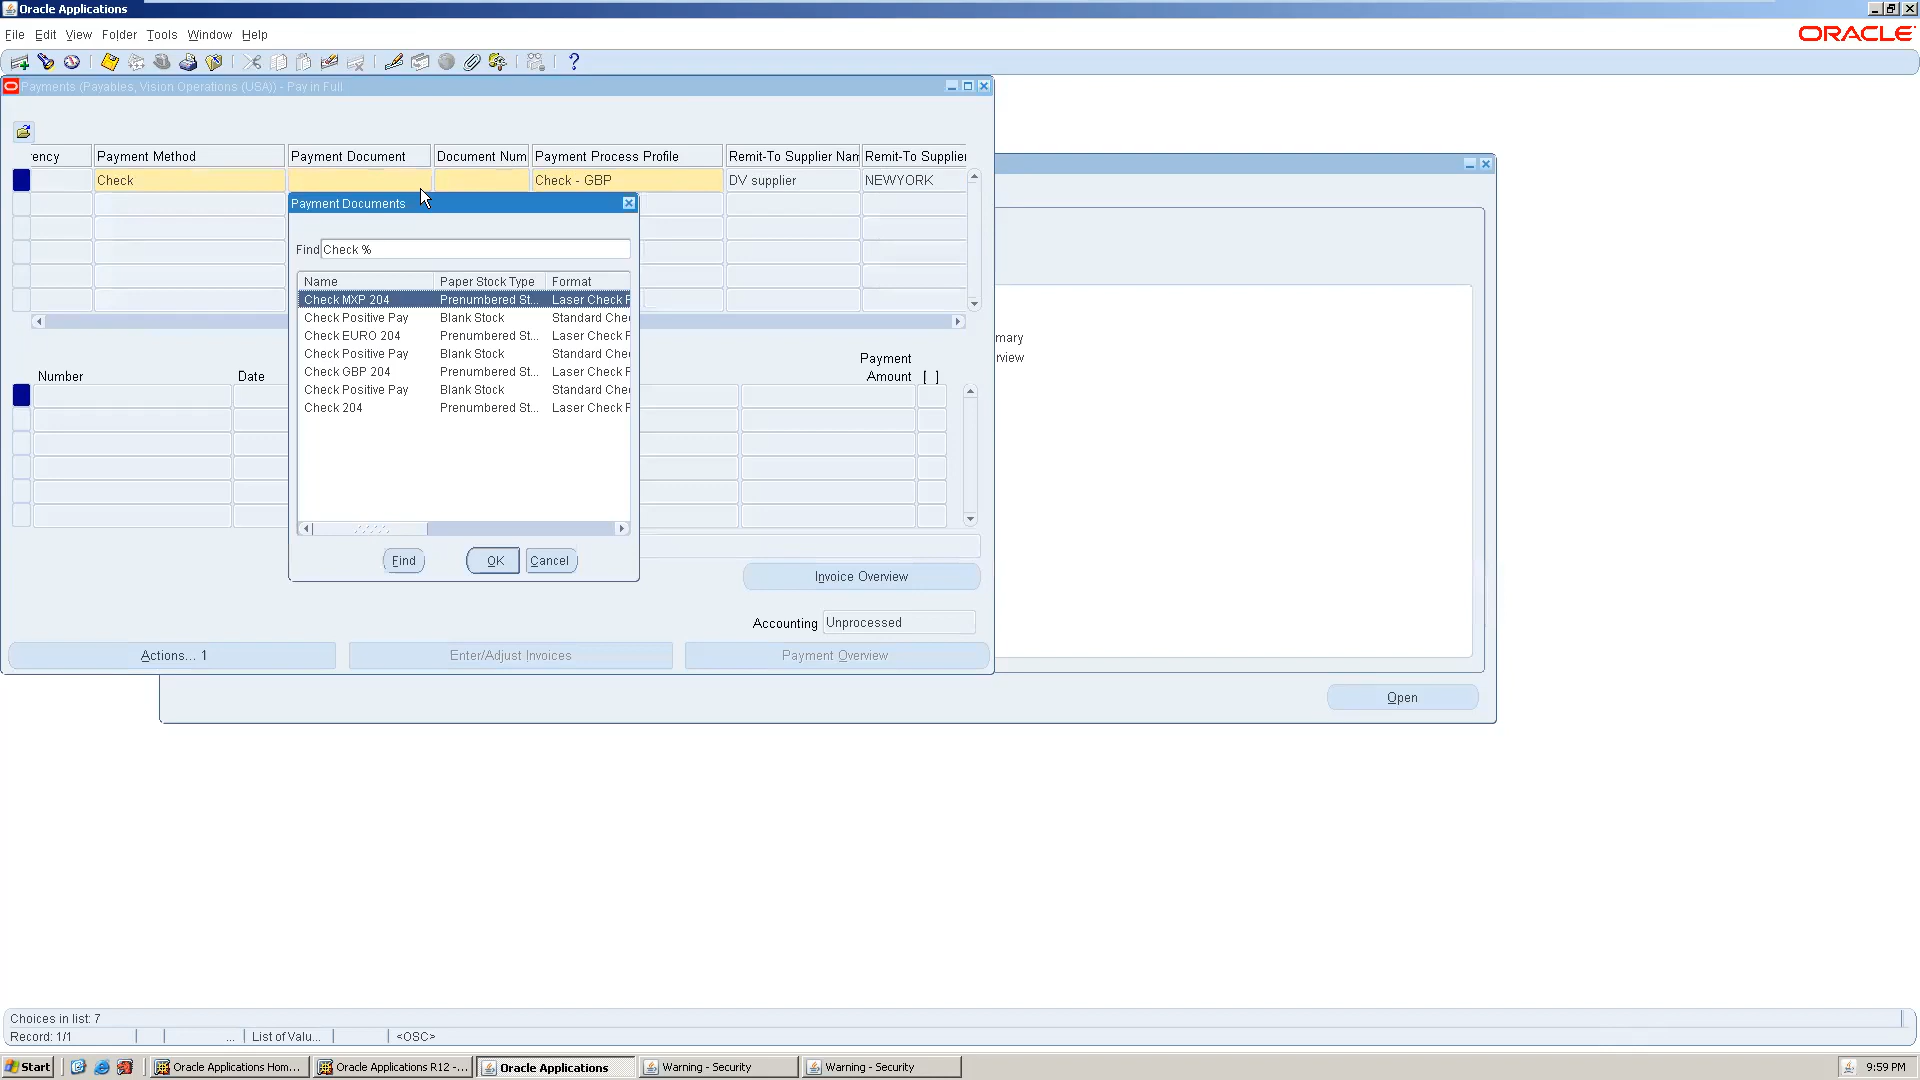 Oracle Applications
File Edit View Folder Tools Window Help
ORACLE
Payments (Payables, Vision Operations (USA)) - Pay in Full
rency Payment Method Payment Document Document Num Payment Process Profile Remit-To Supplier Nam Remit-To Supplier
Check Check - GBP DV supplier NEWYORK
Payment Documents
Find Check %
Name Paper Stock Type Format
Check MXP 204 Prenumbered St... Laser Check F
Check Positive Pay Blank Stock Standard Che
Check EURO 204 Prenumbered St... Laser Check F
Check Positive Pay Blank Stock Standard Che
Check GBP 204 Prenumbered St... Laser Check F
Check Positive Pay Blank Stock Standard Che
Check 204 Prenumbered St... Laser Check F
Find OK Cancel
Payment
Number Date Amount [ ]
mary
rview
Invoice Overview
Accounting Unprocessed
Actions... 1 Enter/Adjust Invoices Payment Overview
Open
Choices in list: 7
Record: 1/1 ... List of Valu... <OSC>
Start Oracle Applications Hom... Oracle Applications R12 -... Oracle Applications Warning - Security Warning - Security 9:59 PM